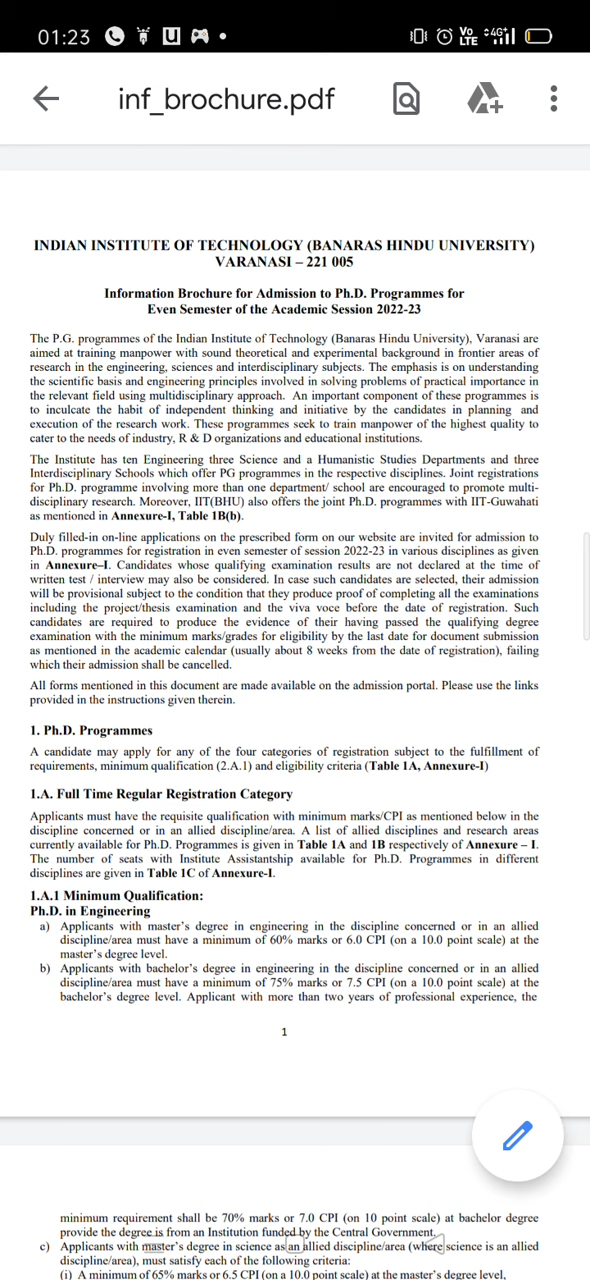 01:23
Vo LTE 4G+
inf_brochure.pdf
INDIAN INSTITUTE OF TECHNOLOGY (BANARAS HINDU UNIVERSITY)
VARANASI – 221 005
Information Brochure for Admission to Ph.D. Programmes for
Even Semester of the Academic Session 2022-23
The P.G. programmes of the Indian Institute of Technology (Banaras Hindu University), Varanasi are
aimed at training manpower with sound theoretical and experimental background in frontier areas of
research in the engineering, sciences and interdisciplinary subjects. The emphasis is on understanding
the scientific basis and engineering principles involved in solving problems of practical importance in
the relevant field using multidisciplinary approach. An important component of these programmes is
to inculcate the habit of independent thinking and initiative by the candidates in planning and
execution of the research work. These programmes seek to train manpower of the highest quality to
cater to the needs of industry, R & D organizations and educational institutions.
The Institute has ten Engineering three Science and a Humanistic Studies Departments and three
Interdisciplinary Schools which offer PG programmes in the respective disciplines. Joint registrations
for Ph.D. programme involving more than one department/ school are encouraged to promote multi-
disciplinary research. Moreover, IIT(BHU) also offers the joint Ph.D. programmes with IIT-Guwahati
as mentioned in Annexure-I, Table 1B(b).
Duly filled-in on-line applications on the prescribed form on our website are invited for admission to
Ph.D. programmes for registration in even semester of session 2022-23 in various disciplines as given
in Annexure–I. Candidates whose qualifying examination results are not declared at the time of
written test / interview may also be considered. In case such candidates are selected, their admission
will be provisional subject to the condition that they produce proof of completing all the examinations
including the project/thesis examination and the viva voce before the date of registration. Such
candidates are required to produce the evidence of their having passed the qualifying degree
examination with the minimum marks/grades for eligibility by the last date for document submission
as mentioned in the academic calendar (usually about 8 weeks from the date of registration), failing
which their admission shall be cancelled.
All forms mentioned in this document are made available on the admission portal. Please use the links
provided in the instructions given therein.
1. Ph.D. Programmes
A candidate may apply for any of the four categories of registration subject to the fulfillment of
requirements, minimum qualification (2.A.1) and eligibility criteria (Table 1A, Annexure-I)
1.A. Full Time Regular Registration Category
Applicants must have the requisite qualification with minimum marks/CPI as mentioned below in the
discipline concerned or in an allied discipline/area. A list of allied disciplines and research areas
currently available for Ph.D. Programmes is given in Table 1A and 1B respectively of Annexure – I.
The number of seats with Institute Assistantship available for Ph.D. Programmes in different
disciplines are given in Table 1C of Annexure-I.
1.A.1 Minimum Qualification:
Ph.D. in Engineering
a) Applicants with master's degree in engineering in the discipline concerned or in an allied
discipline/area must have a minimum of 60% marks or 6.0 CPI (on a 10.0 point scale) at the
master's degree level.
b) Applicants with bachelor's degree in engineering in the discipline concerned or in an allied
discipline/area must have a minimum of 75% marks or 7.5 CPI (on a 10.0 point scale) at the
bachelor's degree level. Applicant with more than two years of professional experience, the
1
minimum requirement shall be 70% marks or 7.0 CPI (on 10 point scale) at bachelor degree
provide the degree is from an Institution funded by the Central Government.
c) Applicants with master's degree in science as an allied discipline/area (where science is an allied
discipline/area), must satisfy each of the following criteria:
(i) A minimum of 65% marks or 6.5 CPI (on a 10.0 point scale) at the master's degree level,